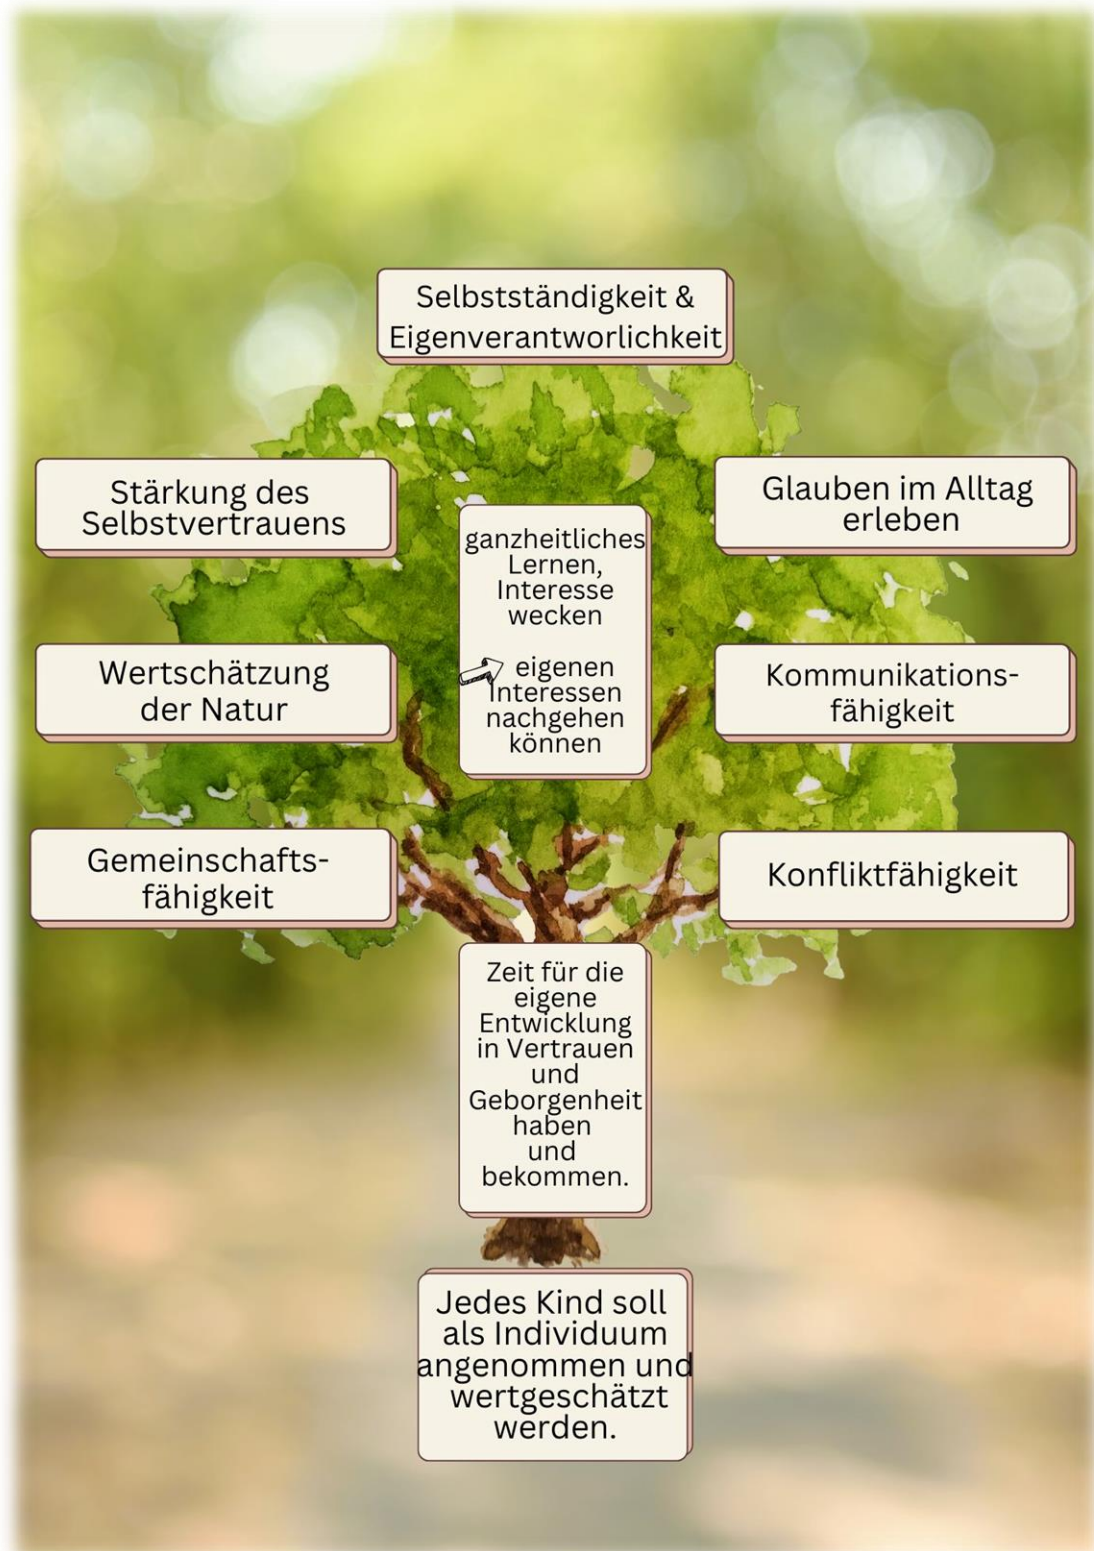 Selbstständigkeit &
Eigenverantworlichkeit
Stärkung des
Selbstvertrauens
Glauben im Alltag
erleben
ganzheitliches
Lernen,
Interesse
wecken
eigenen
Interessen
nachgehen
können
Wertschätzung
der Natur
Kommunikations-
fähigkeit
Gemeinschafts-
fähigkeit
Konfliktfähigkeit
Zeit für die
eigene
Entwicklung
in Vertrauen
und
Geborgenheit
haben
und
bekommen.
Jedes Kind soll
als Individuum
angenommen und
wertgeschätzt
werden.